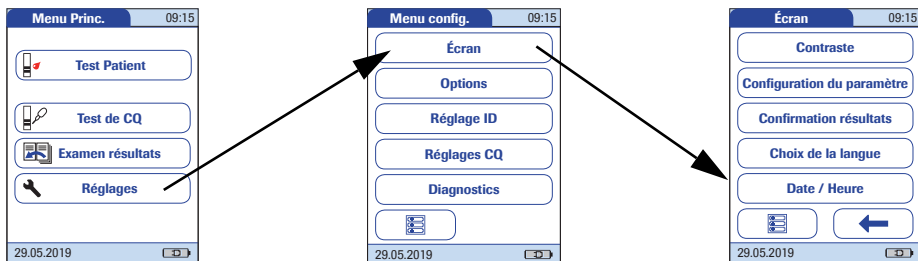 Menu Princ. 09:15
Test Patient
Test de CQ
Examen résultats
Réglages
29.05.2019
Menu config. 09:15
Écran
Options
Réglage ID
Réglages CQ
Diagnostics
29.05.2019
Écran 09:15
Contraste
Configuration du paramètre
Confirmation résultats
Choix de la langue
Date / Heure
29.05.2019